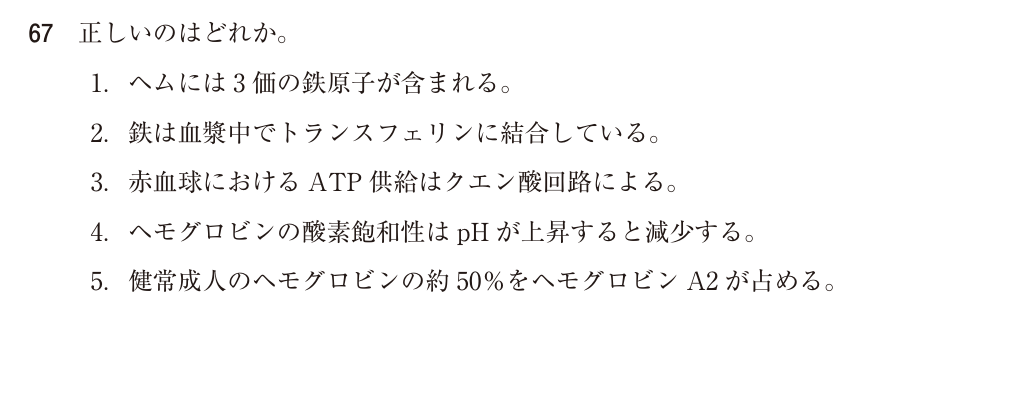 67 正しいのはどれか。
1. ヘムには3価の鉄原子が含まれる。
2. 鉄は血漿中でトランスフェリンに結合している。
3. 赤血球における ATP 供給はクエン酸回路による。
4. ヘモグロビンの酸素飽和性は pH が上昇すると減少する。
5. 健常成人のヘモグロビンの約 50%をヘモグロビン A2 が占める。